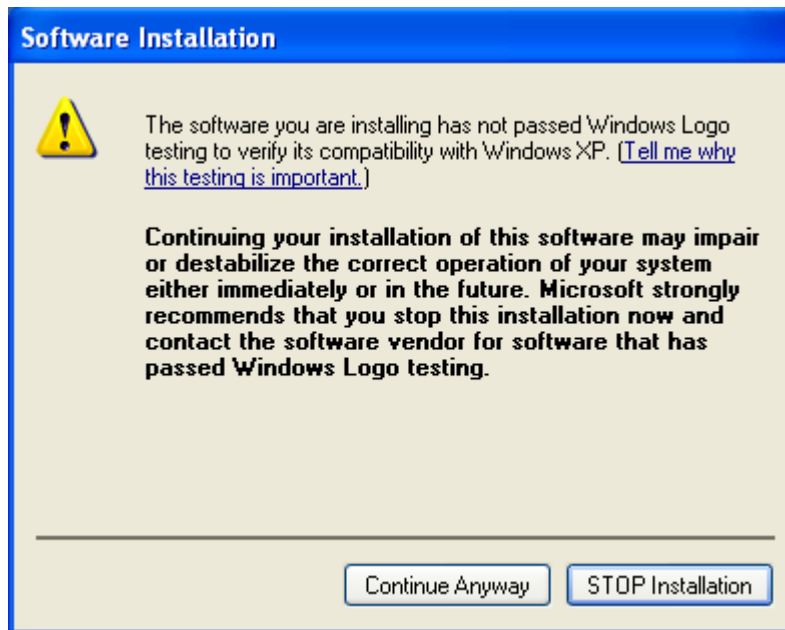 Software Installation
The software you are installing has not passed Windows Logo
testing to verify its compatibility with Windows XP. (Tell me why
this testing is important.)
Continuing your installation of this software may impair
or destabilize the correct operation of your system
either immediately or in the future. Microsoft strongly
recommends that you stop this installation now and
contact the software vendor for software that has
passed Windows Logo testing.
Continue Anyway
STOP Installation